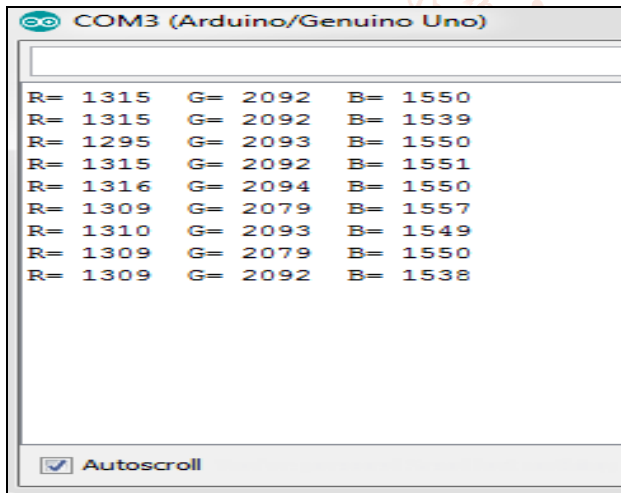 COM3 (Arduino/Genuino Uno)
R= 1315 G= 2092 B= 1550
R= 1315 G= 2092 B= 1539
R= 1295 G= 2093 B= 1550
R= 1315 G= 2092 B= 1551
R= 1316 G= 2094 B= 1550
R= 1309 G= 2079 B= 1557
R= 1310 G= 2093 B= 1549
R= 1309 G= 2079 B= 1550
R= 1309 G= 2092 B= 1538
Autoscroll